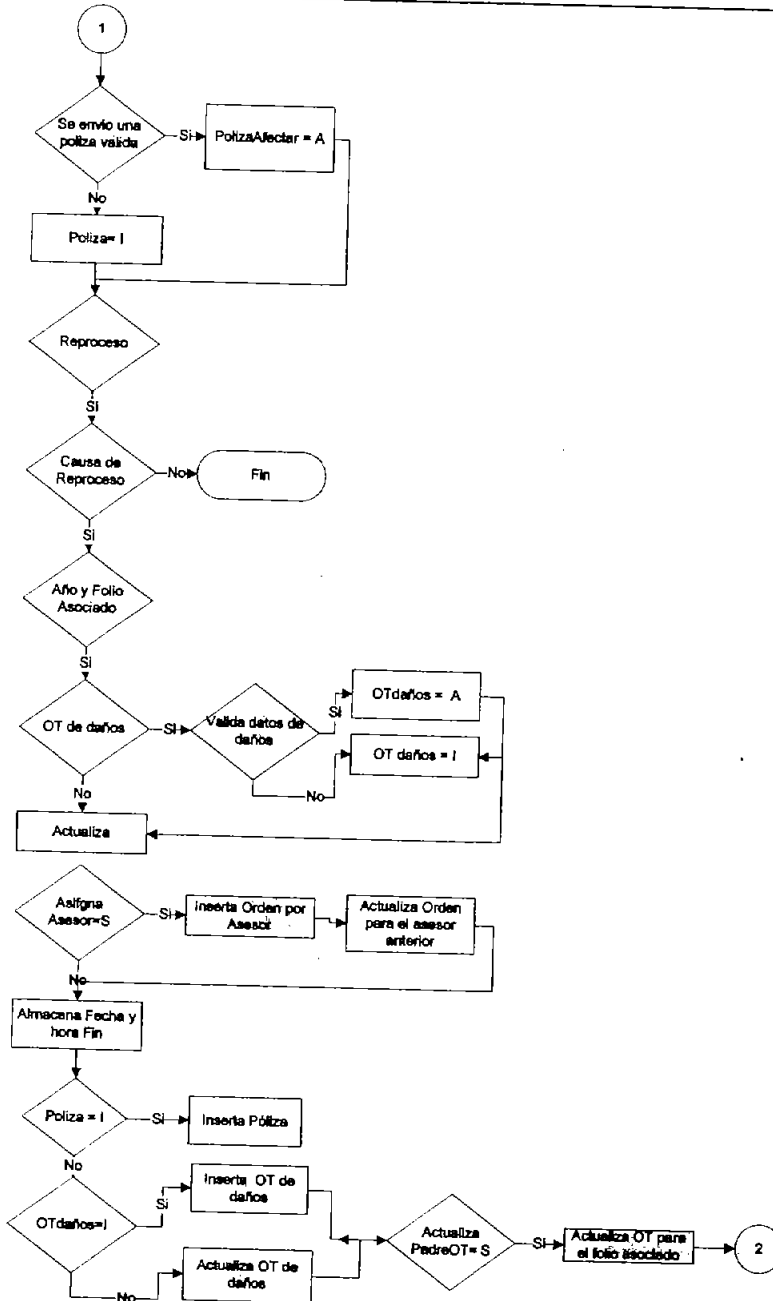 1
Se envio una
poliza valida
Si
PolizaAfectar = A
No
Poliza= I
Reproceso
Si
Causa de
Reproceso
No
Fin
Si
Año y Folio
Asociado
Si
OT de daños
Si
Valida datos de
daños
Si
OTdaños = A
OT daños = I
No
No
Actualiza
Asifgna
Asesor=S
Si
Inserta Orden por
Asesor
Actualiza Orden
para el asesor
anterior
No
Almacena Fecha y
hora Fin
Poliza = I
Si
Inserta Póliza
No
OTdaños=I
Si
Inserta OT de
daños
No
Actualiza OT de
daños
Actualiza
PadreOT= S
Si
Actualiza OT para
el folio asociado
2